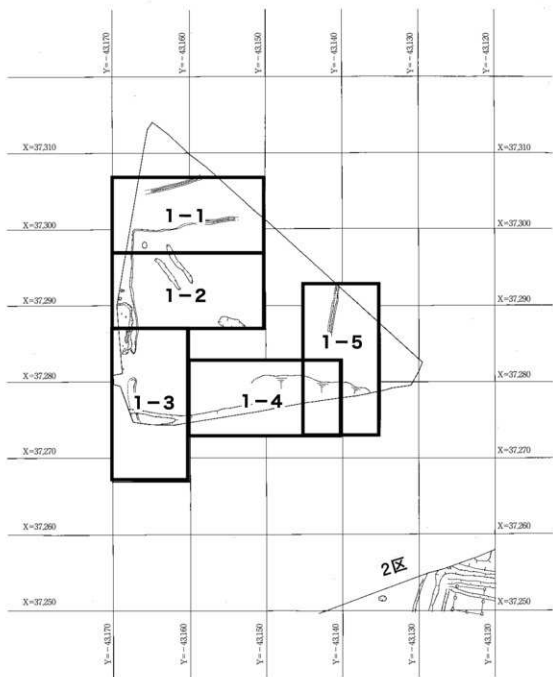 Y=-43,170
Y=-43,160
Y=-43,150
Y=-43,140
Y=-43,130
Y=-43,120
X=37,310
X=37,310
1-1
X=37,300
X=37,300
1-2
X=37,290
X=37,290
1-5
X=37,280
X=37,280
1-3
1-4
X=37,270
X=37,270
X=37,260
X=37,260
2区
X=37,250
X=37,250
Y=-43,170
Y=-43,160
Y=-43,150
Y=-43,140
Y=-43,130
Y=-43,120